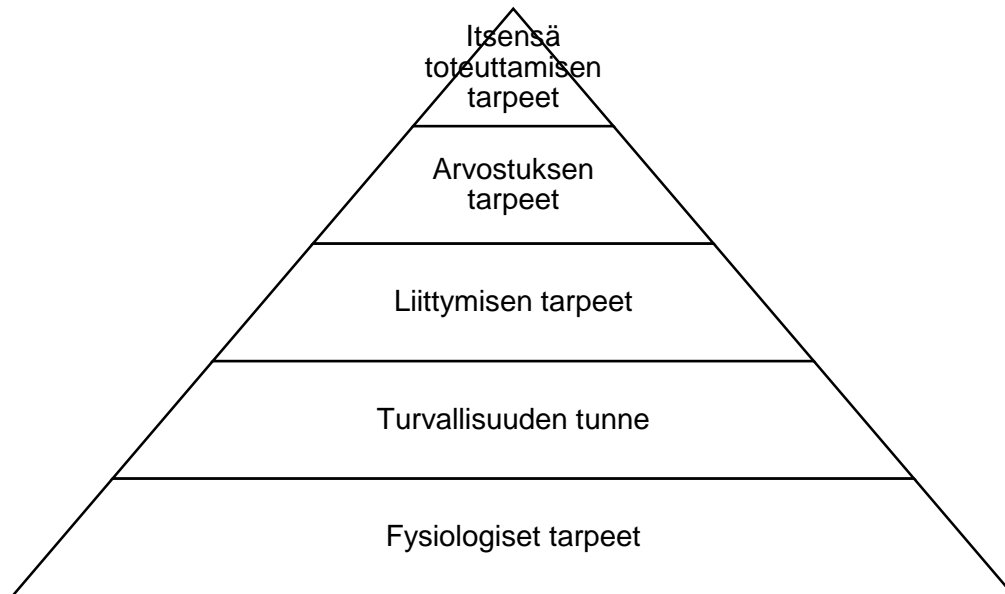 Itsensä
toteuttamisen
tarpeet
Arvostuksen
tarpeet
Liittymisen tarpeet
Turvallisuuden tunne
Fysiologiset tarpeet